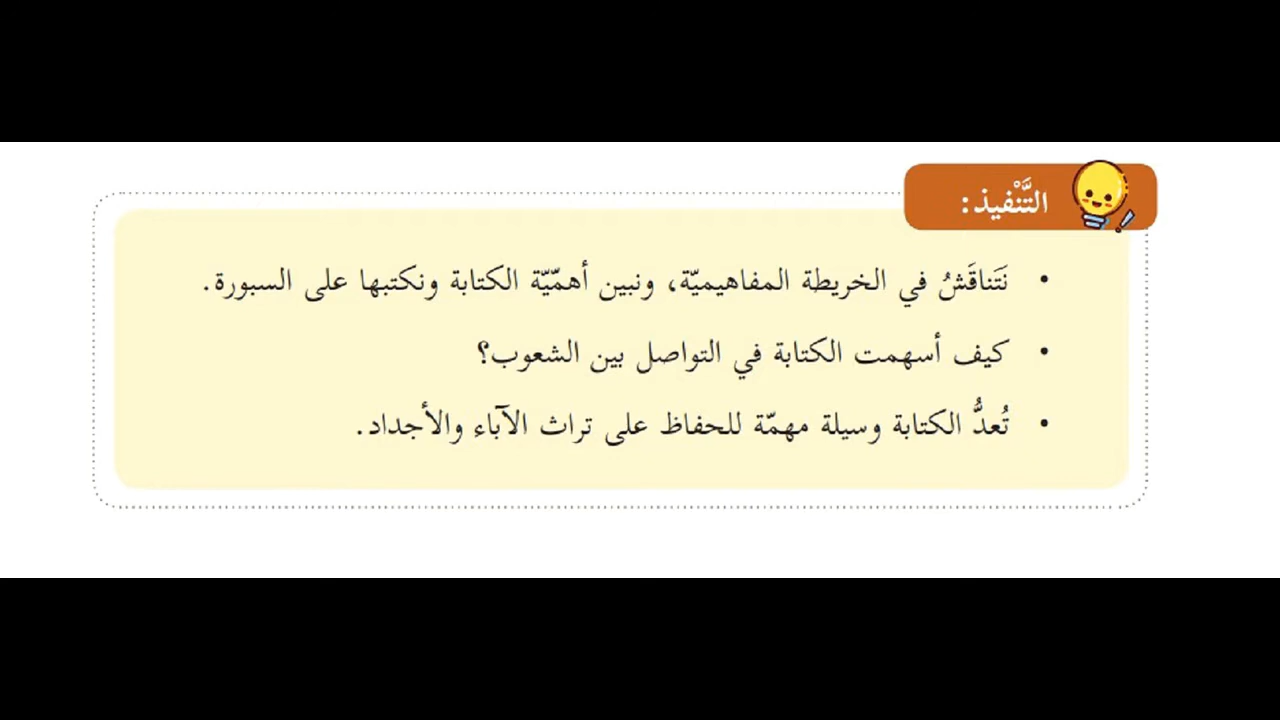 التَّنْفيذ:
• نَتَناقَشُ في الخريطة المفاهيميّة، ونبين أهمّيّة الكتابة ونكتبها على السبورة.
• كيف أسهمت الكتابة في التواصل بين الشعوب؟
• تُعدُّ الكتابة وسيلة مهمّة للحفاظ على تراث الآباء والأجداد.